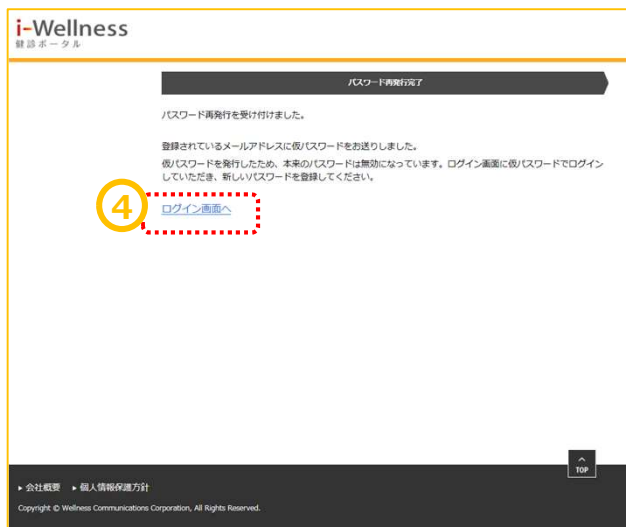 i-Wellness
健診ポータル
パスワード再発行完了
パスワード再発行を受け付けました。
登録されているメールアドレスに仮パスワードをお送りしました。
仮パスワードを発行したため、本来のパスワードは無効になっています。ログイン画面に仮パスワードでログイン
していただき、新しいパスワードを登録してください。
④ ログイン画面へ
TOP
会社概要 個人情報保護方針
Copyright © Wellness Communications Corporation, All Rights Reserved.